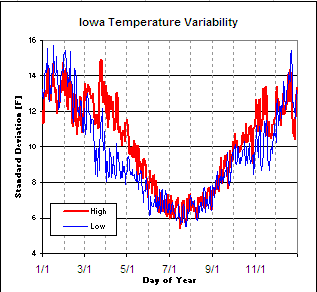 Iowa Temperature Variability
Standard Deviation [F]
16
14
12
10
8
6
4
High
Low
1/1 3/1 5/1 7/1 9/1 11/1
Day of Year